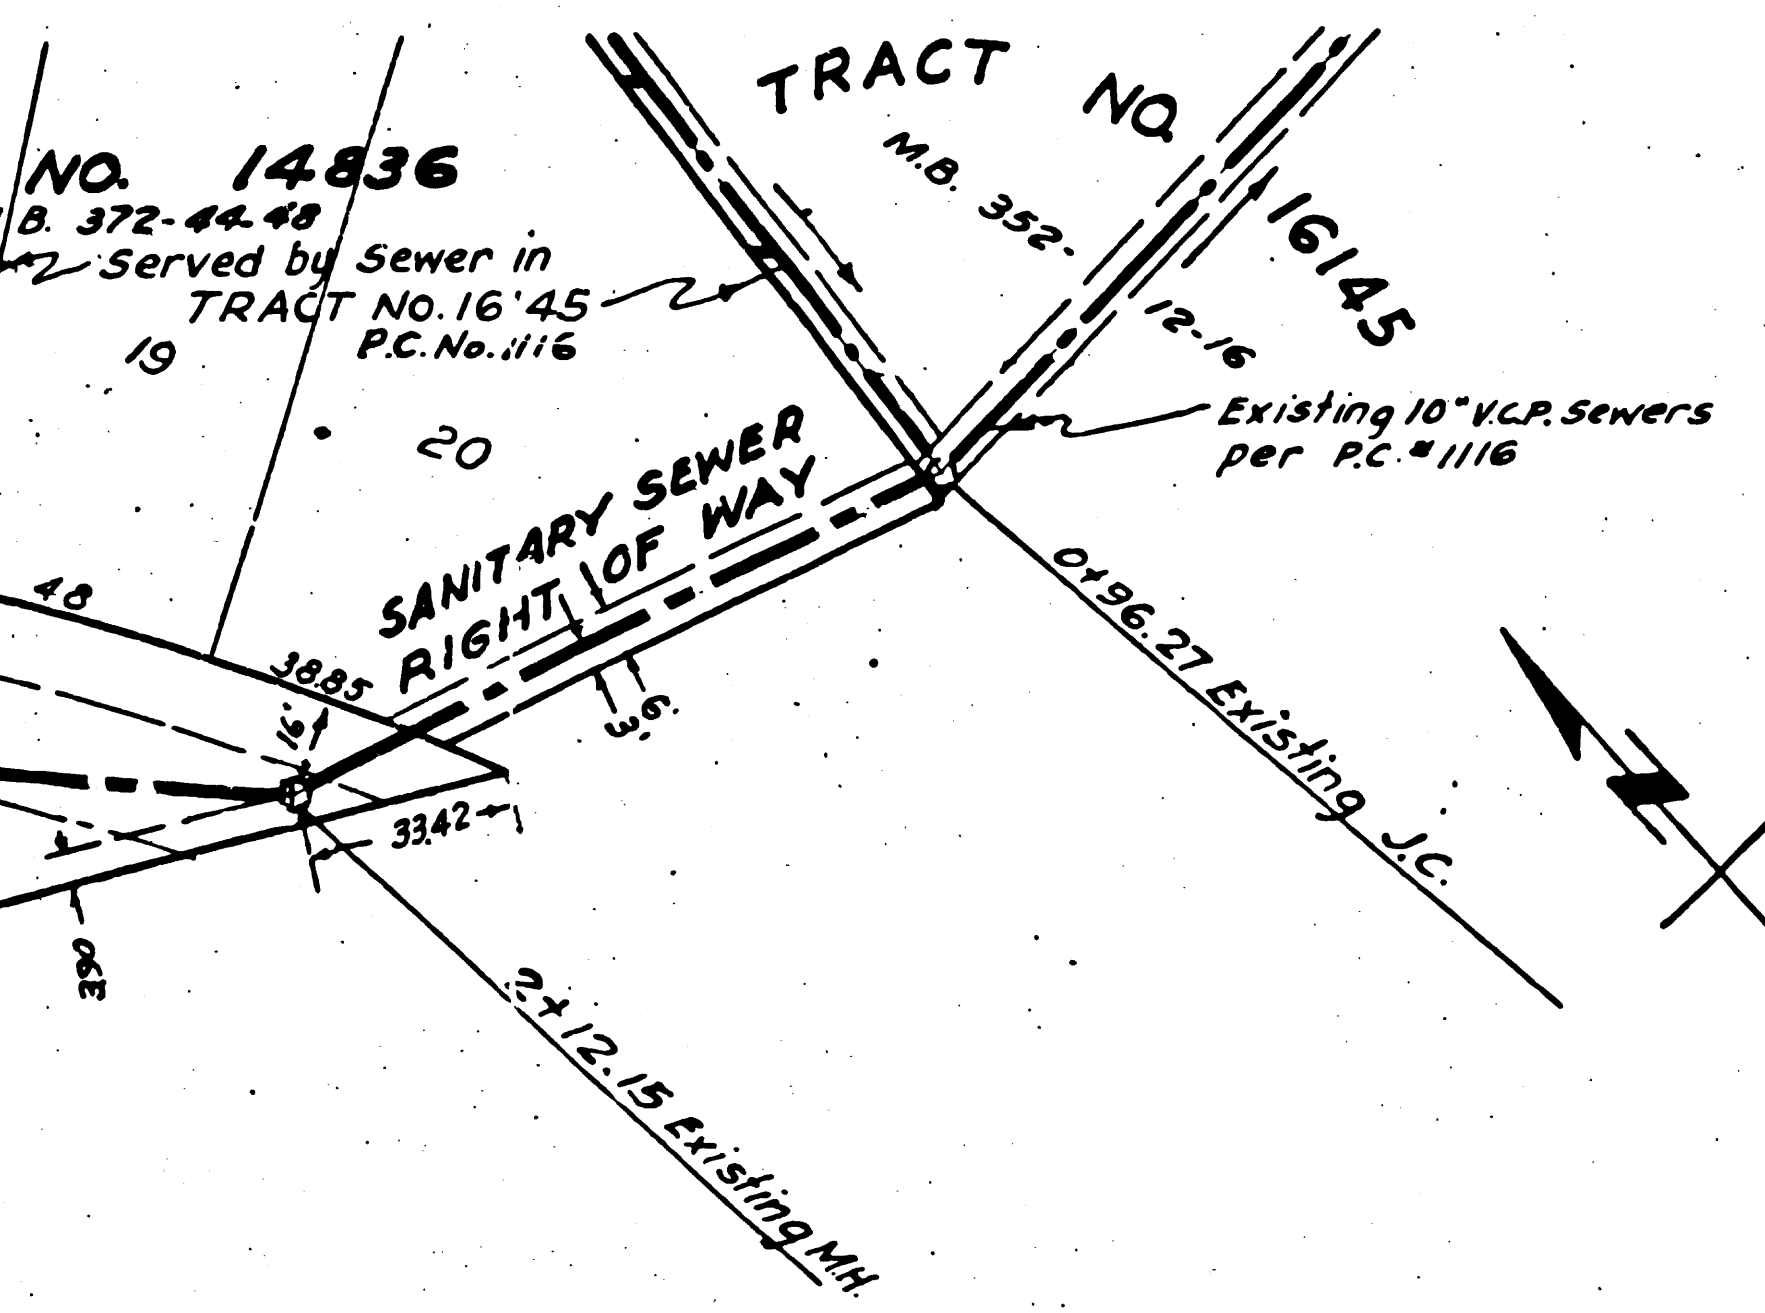 TRACT NO. 16145
M.B. 352-12-16
NO. 14836
B. 372-44-48
Served by Sewer in
TRACT NO. 16'45
P.C. No. 1116
19
20
Existing 10" V.C.P. Sewers
per P.C. #1116
SANITARY SEWER
RIGHT OF WAY
48
38.85
16'
6'
3'
33.42
0+96.27 Existing J.C.
2+12.15 Existing M.H.